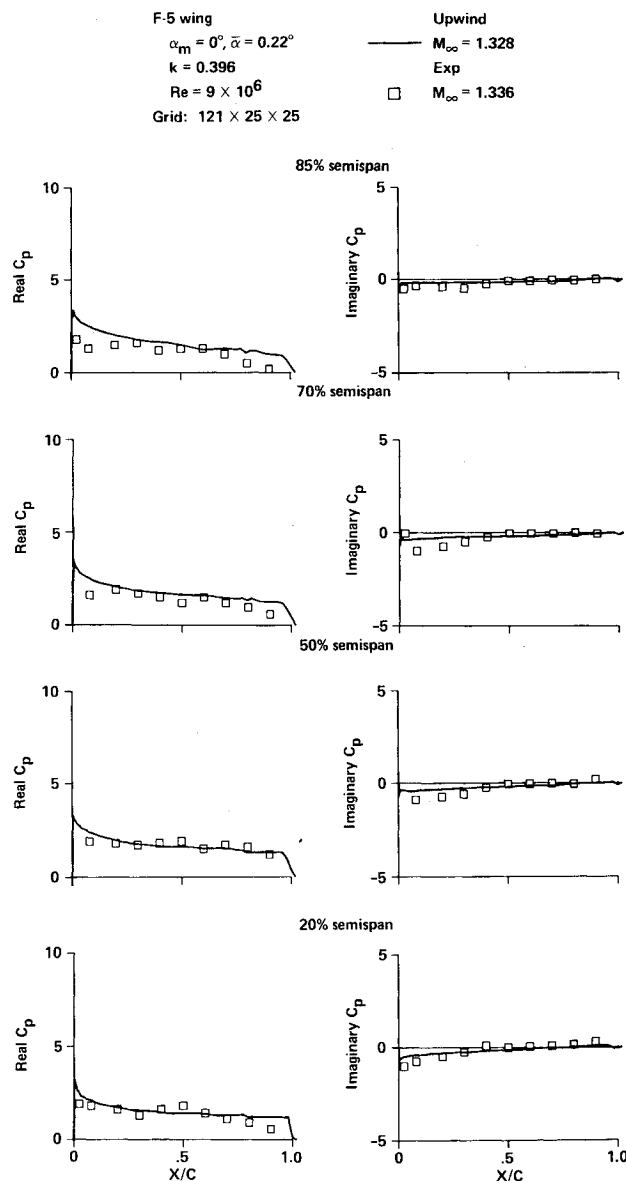 F-5 wing
αm = 0°, ᾱ = 0.22°
k = 0.396
Re = 9 × 10⁶
Grid: 121 × 25 × 25
Upwind
M∞ = 1.328
Exp
M∞ = 1.336
85% semispan
10
5
0
Real Cp
5
0
-5
Imaginary Cp
70% semispan
10
5
0
Real Cp
5
0
-5
Imaginary Cp
50% semispan
10
5
0
Real Cp
5
0
-5
Imaginary Cp
20% semispan
10
5
0
Real Cp
0 .5 1.0
X/C
5
0
-5
Imaginary Cp
0 .5 1.0
X/C